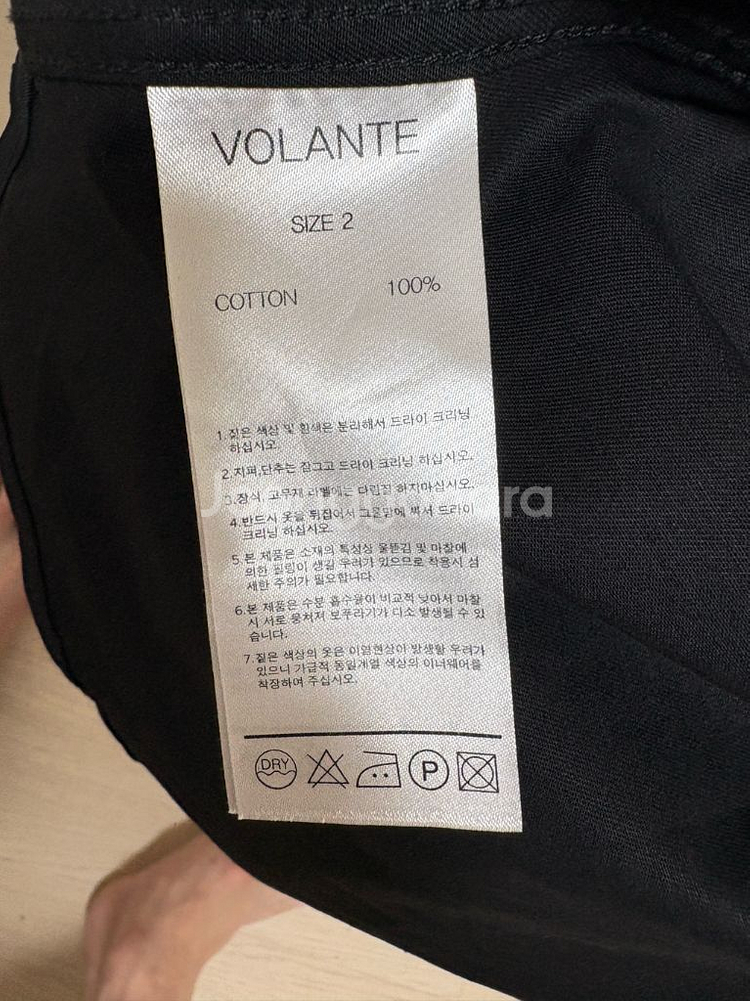 VOLANTE
SIZE 2
COTTON 100%
1.짙은 색상 및 흰색은 분리해서 드라이 크리닝
하십시오.
2.지퍼,단추는 잠그고 드라이 크리닝 하십시오.
3.장식, 고무재 라벨에는 다림질 하지마십시오.
4.반드시 옷을 뒤집어서 그물망에 넣서 드라이
크리닝 하십시오.
5.본 제품은 소재의 특성상 올뜯김 및 마찰에
의한 필링이 생길 우려가 있으므로 착용시 섬
세한 주의가 필요합니다.
6.본 제품은 수분 흡수율이 비교적 낮아서 마찰
시 서로 뭉쳐져 보푸라기가 다소 발생될 수 있
습니다.
7.짙은 색상의 옷은 이염현상이 발생할 우려가
있으니 가급적 동일계열 색상의 이너웨어를
착장하여 주십시오.
DRY P